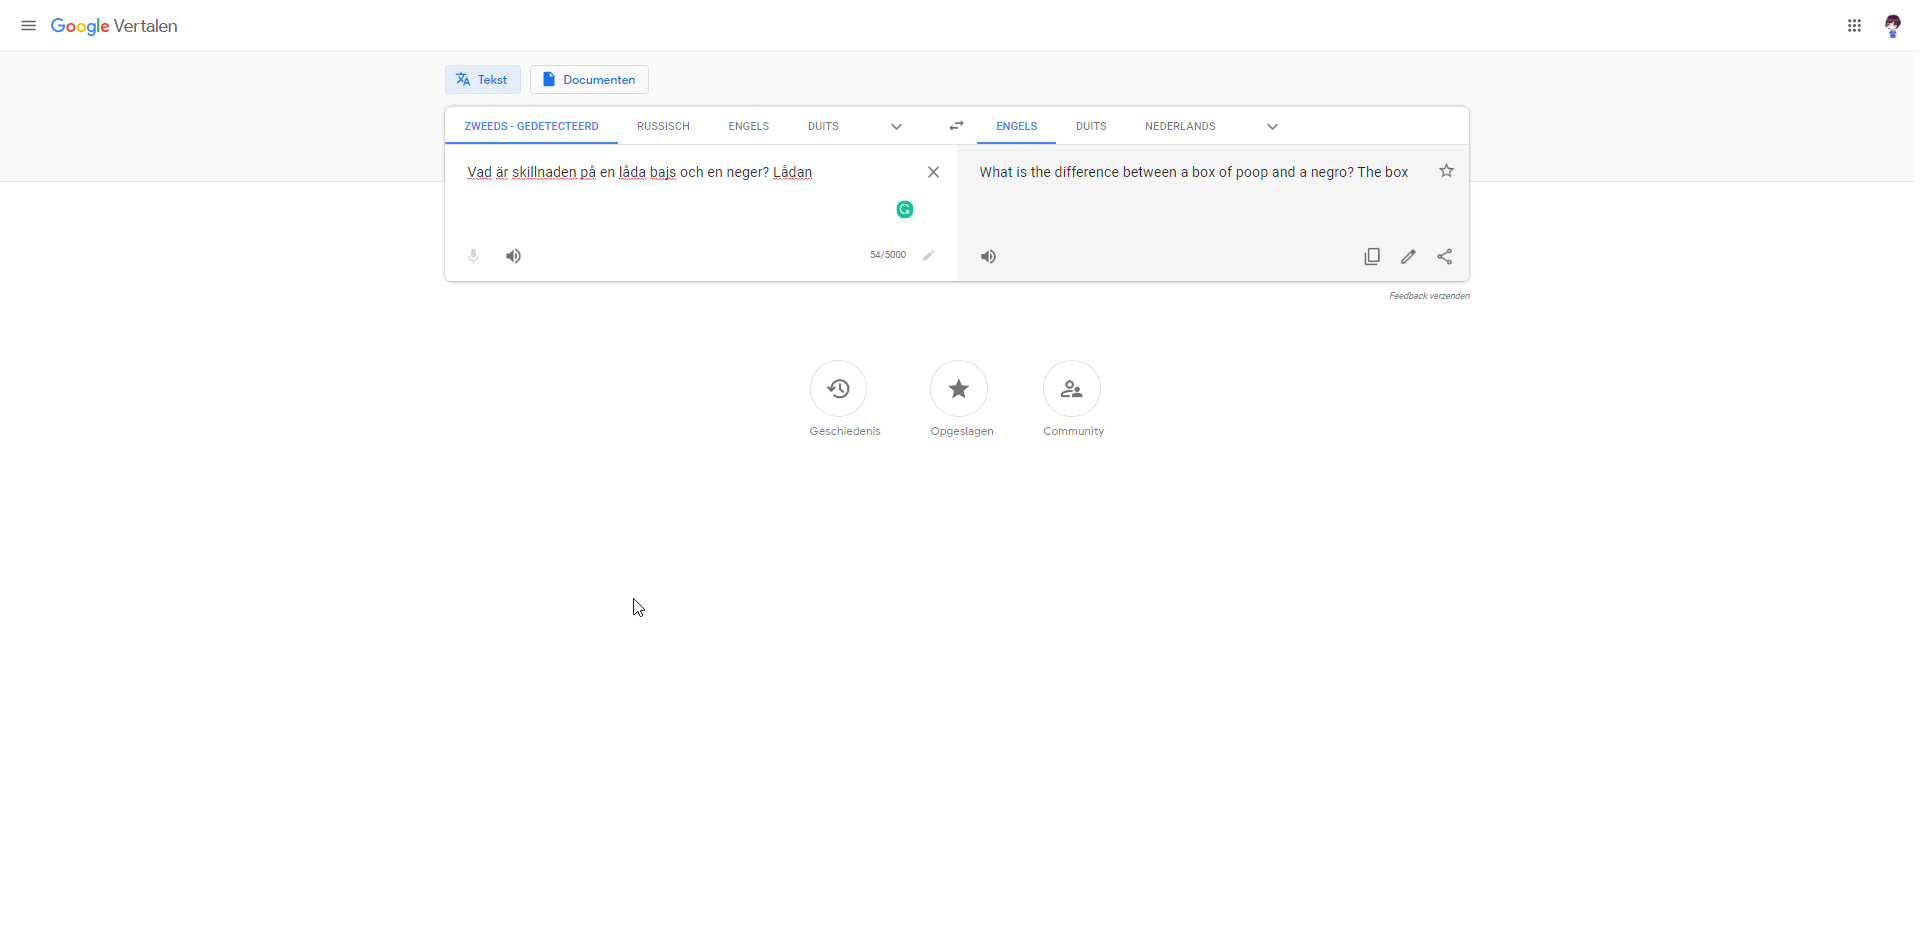 Google Vertalen
Tekst
Documenten
ZWEEDS - GEDETECTEERD RUSSISCH ENGELS DUITS
ENGELS DUITS NEDERLANDS
Vad är skillnaden på en låda bajs och en neger? Lådan
54/5000
What is the difference between a box of poop and a negro? The box
Feedback verzenden
Geschiedenis
Opgeslagen
Community